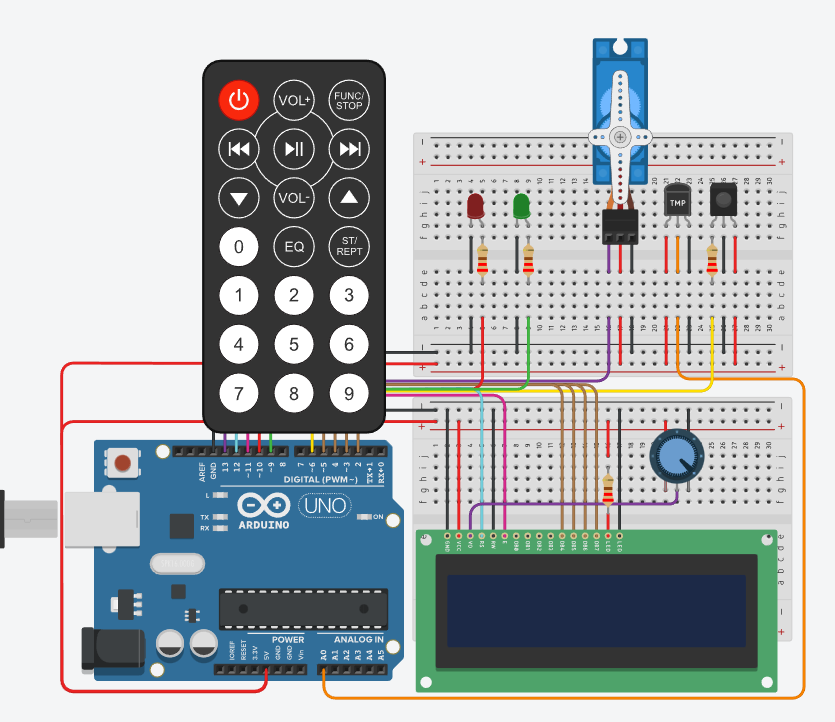 VOL+
FUNC/
STOP
VOL-
0
EQ
ST/
REPT
1
2
3
4
5
6
7
8
9
TMP
AREF
GND
13
12
~11
~10
~9
8
7
~6
~5
4
~3
2
TX→1
RX←0
DIGITAL (PWM~)
L
TX
RX
ARDUINO
UNO
ON
IOREF
RESET
3.3V
5V
GND
GND
Vin
POWER
ANALOG IN
A0
A1
A2
A3
A4
A5
GND
VCC
V0
RS
RW
E
DB0
DB1
DB2
DB3
DB4
DB5
DB6
DB7
LED
LED